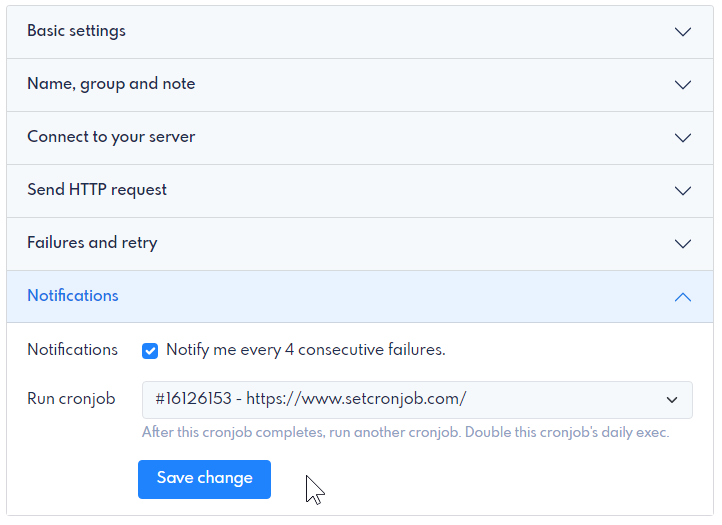 Basic settings
Name, group and note
Connect to your server
Send HTTP request
Failures and retry
Notifications
Notifications Notify me every 4 consecutive failures.
Run cronjob #16126153 - https://www.setcronjob.com/
After this cronjob completes, run another cronjob. Double this cronjob's daily exec.
Save change